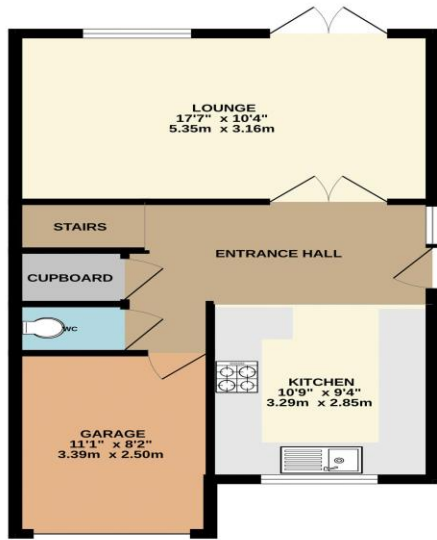 LOUNGE
17'7" x 10'4"
5.35m x 3.16m
STAIRS
ENTRANCE HALL
CUPBOARD
WC
KITCHEN
10'9" x 9'4"
3.29m x 2.85m
GARAGE
11'1" x 8'2"
3.39m x 2.50m